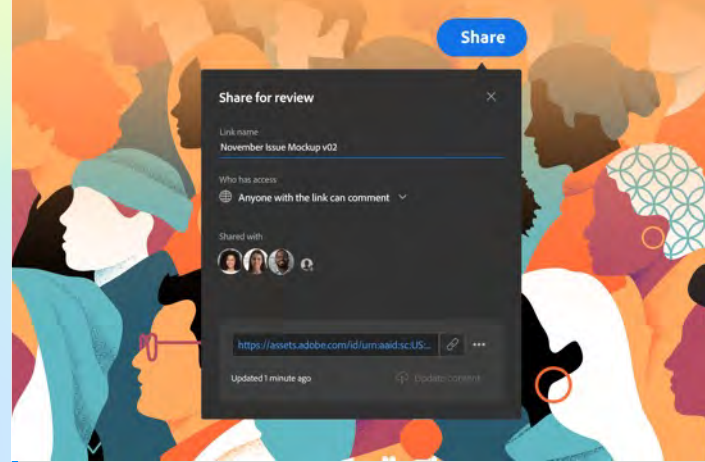 Share
Share for review
Link name
November Issue Mockup v02
Who has access
Anyone with the link can comment
Shared with
https://assets.adobe.com/id/urn:aaid:sc:US:...
Updated 1 minute ago
Update content